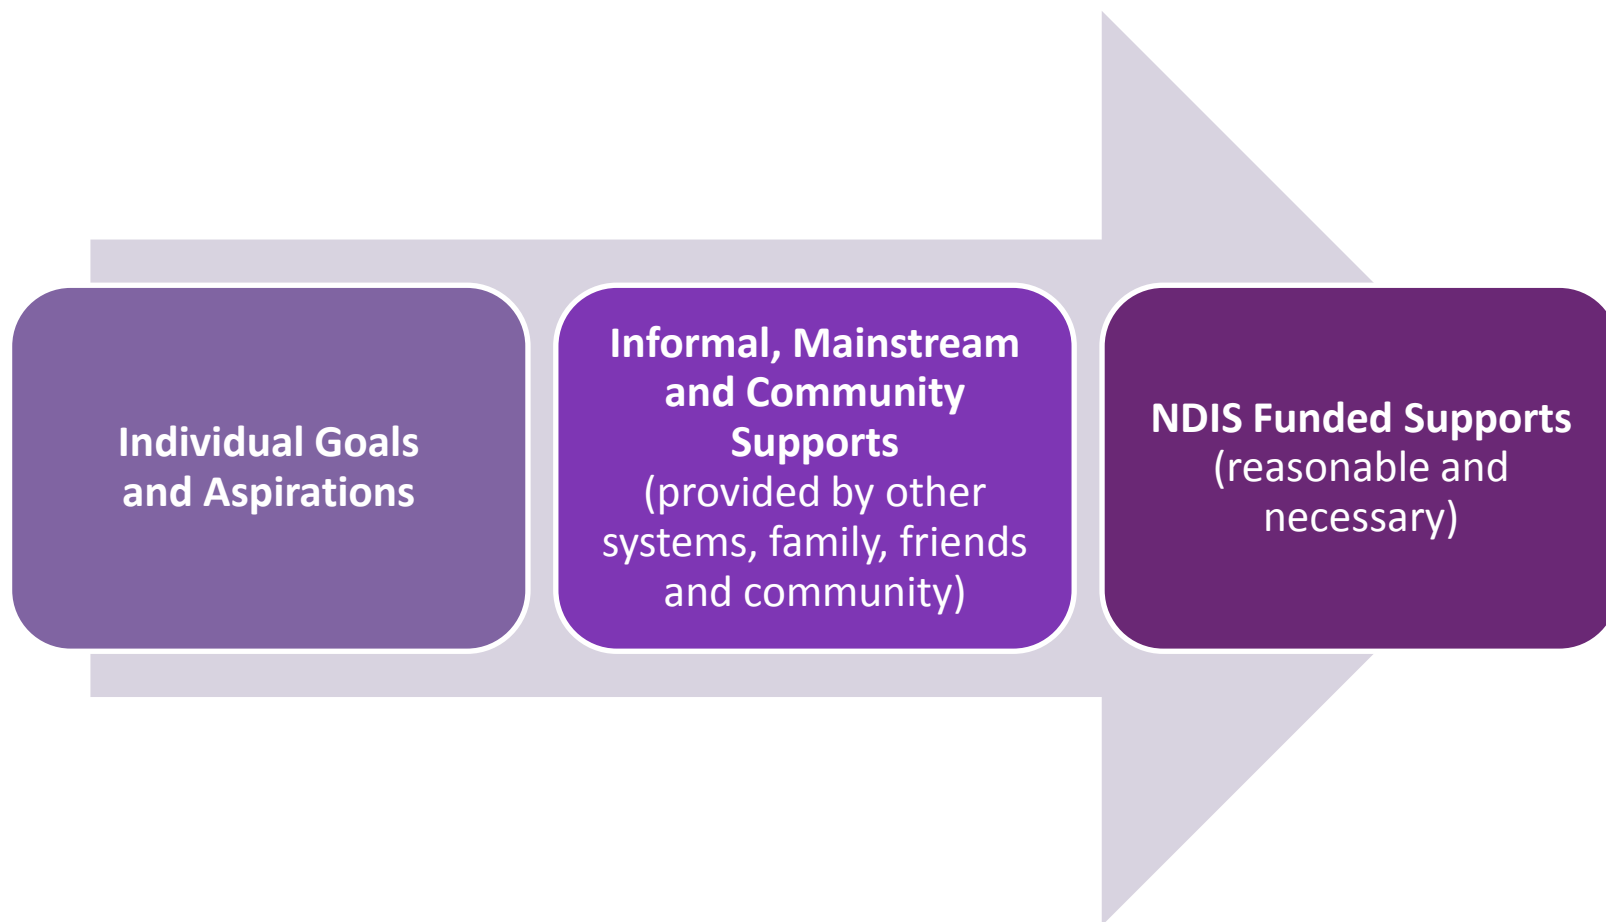 Individual Goals
and Aspirations
Informal, Mainstream
and Community
Supports
(provided by other
systems, family, friends
and community)
NDIS Funded Supports
(reasonable and
necessary)